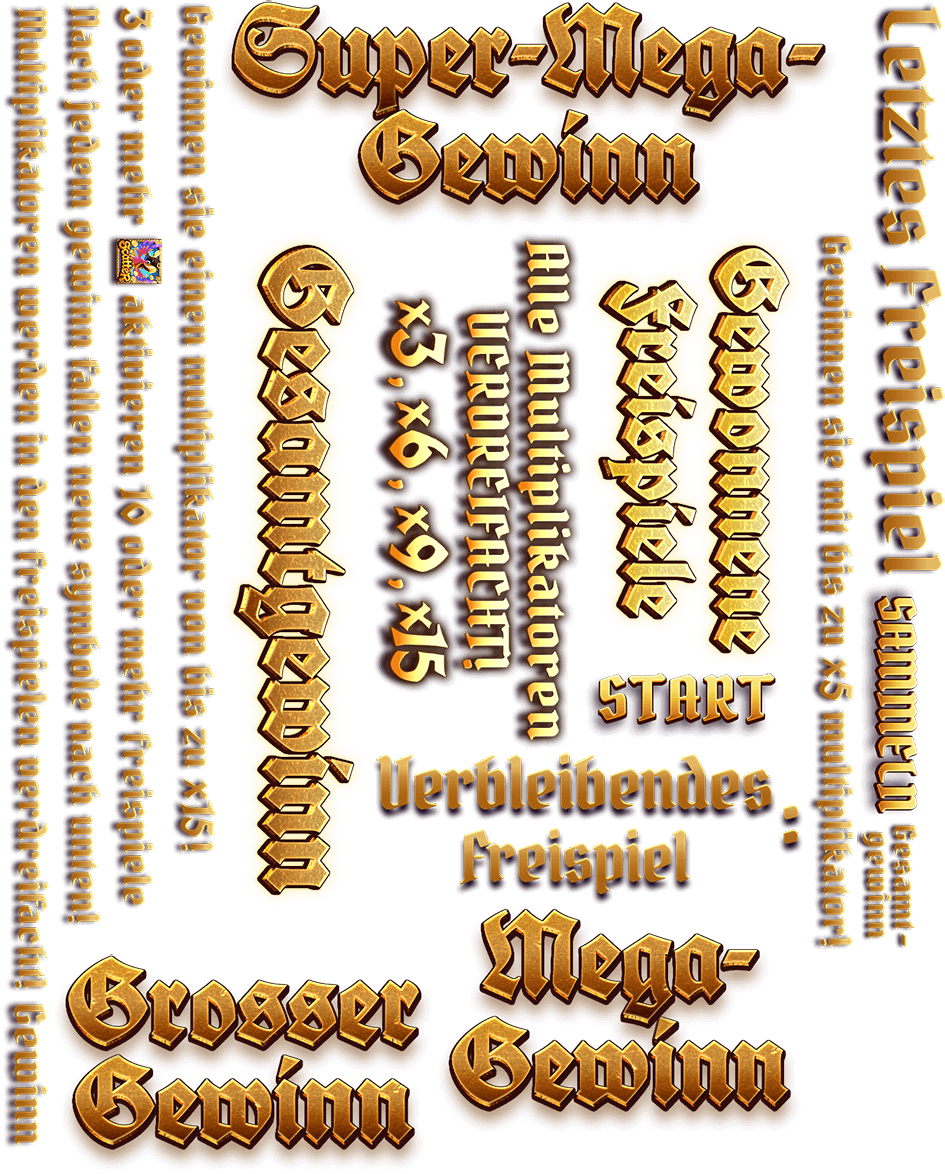 Super-Mega-
Gewinn
Letztes Freispiel
Gewinnen sie einen multiplikator von bis zu x15!
3 oder mehr SCATTER aktivieren 10 oder mehr freispiele
Nach jedem gewinn fallen neue symbole nach unten!
Multiplikatoren werden in den freispielen verdreifacht!
Gewinn
Gesamtgewinn
Alle Multiplikatoren
VERDREIFACHT!
x3, x6, x9, x15
Gewonnene
Freispiele
Gewinnen sie mit bis zu x5 multiplikator!
SAMMELN
START
Verbleibendes
Freispiel
:
Gesamt-
gewinn
Grosser
Gewinn
Mega-
Gewinn